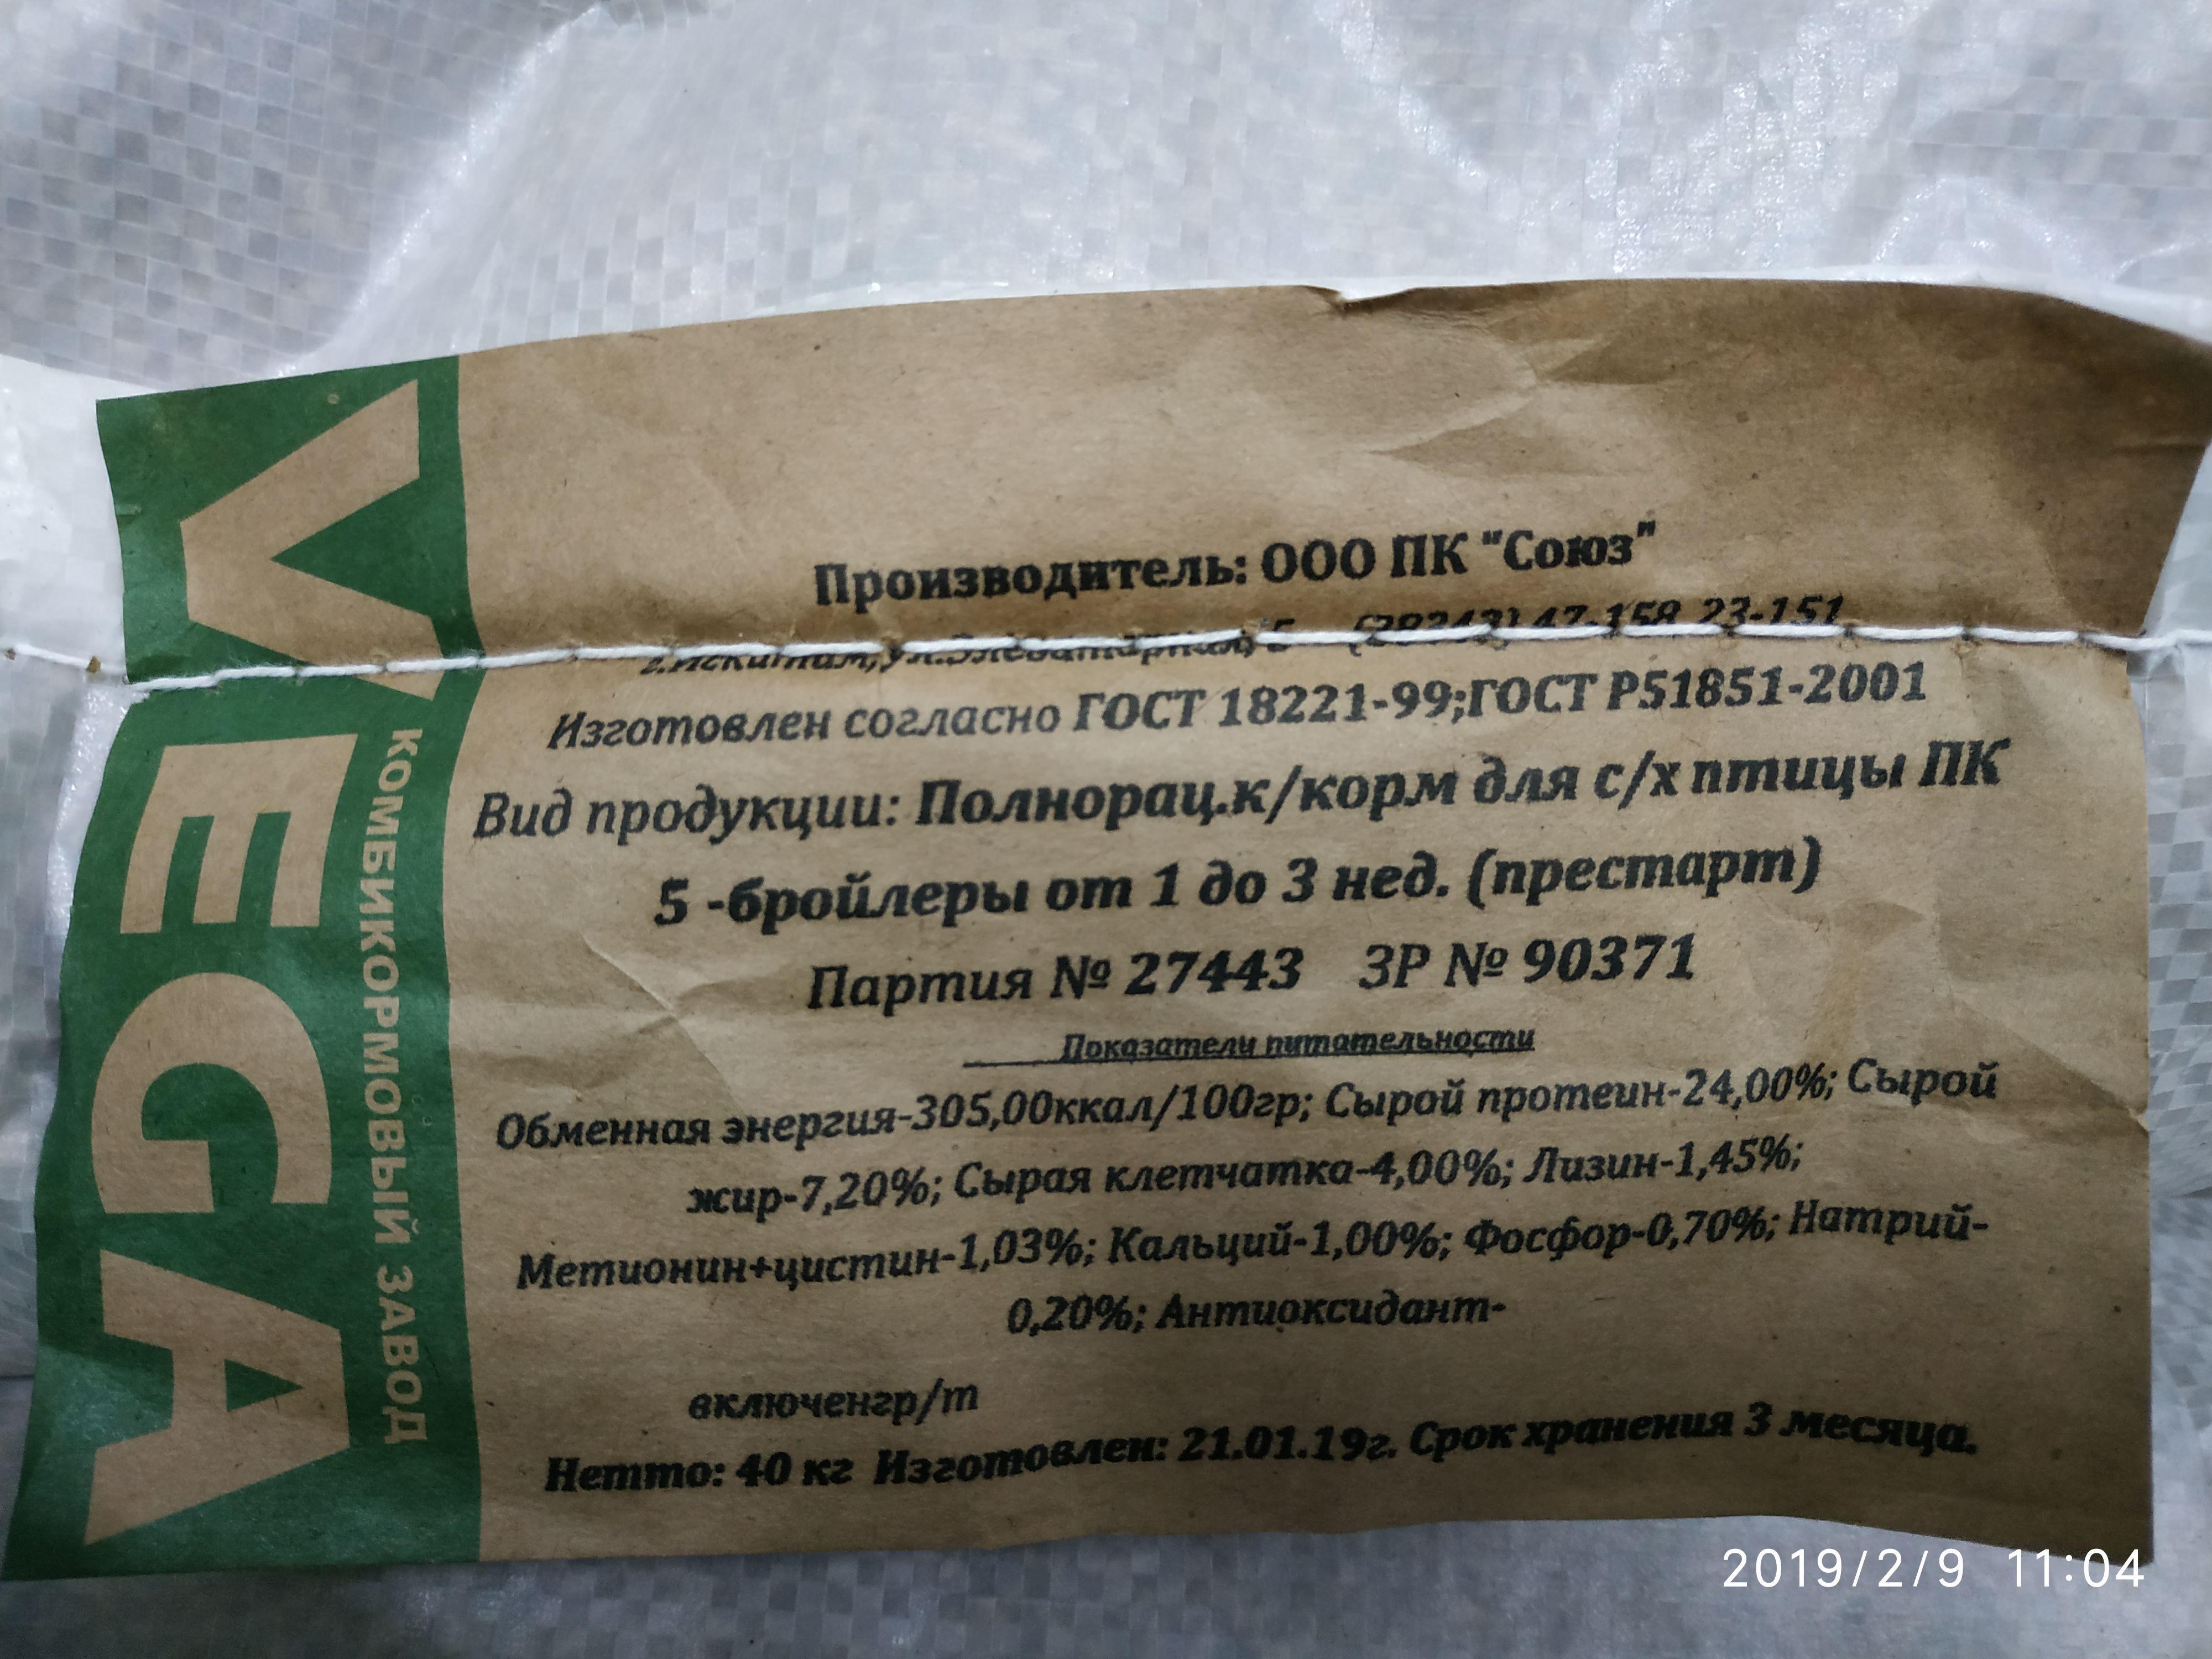 VEGA
КОМБИКОРМОВЫЙ ЗАВОД
Производитель: ООО ПК "Союз"
47-158, 23-151
Изготовлен согласно ГОСТ 18221-99;ГОСТ Р51851-2001
Вид продукции: Полнорац.к/корм для с/х птицы ПК
5 -бройлеры от 1 до 3 нед. (престарт)
Партия № 27443 ЗР № 90371
Показатели питательности
Обменная энергия-305,00ккал/100гр; Сырой протеин-24,00%; Сырой
жир-7,20%; Сырая клетчатка-4,00%; Лизин-1,45%;
Метионин+цистин-1,03%; Кальций-1,00%; Фосфор-0,70%; Натрий-
0,20%; Антиоксидант-
включенгр/т
Нетто: 40 кг Изготовлен: 21.01.19г. Срок хранения 3 месяца.
2019/2/9 11:04